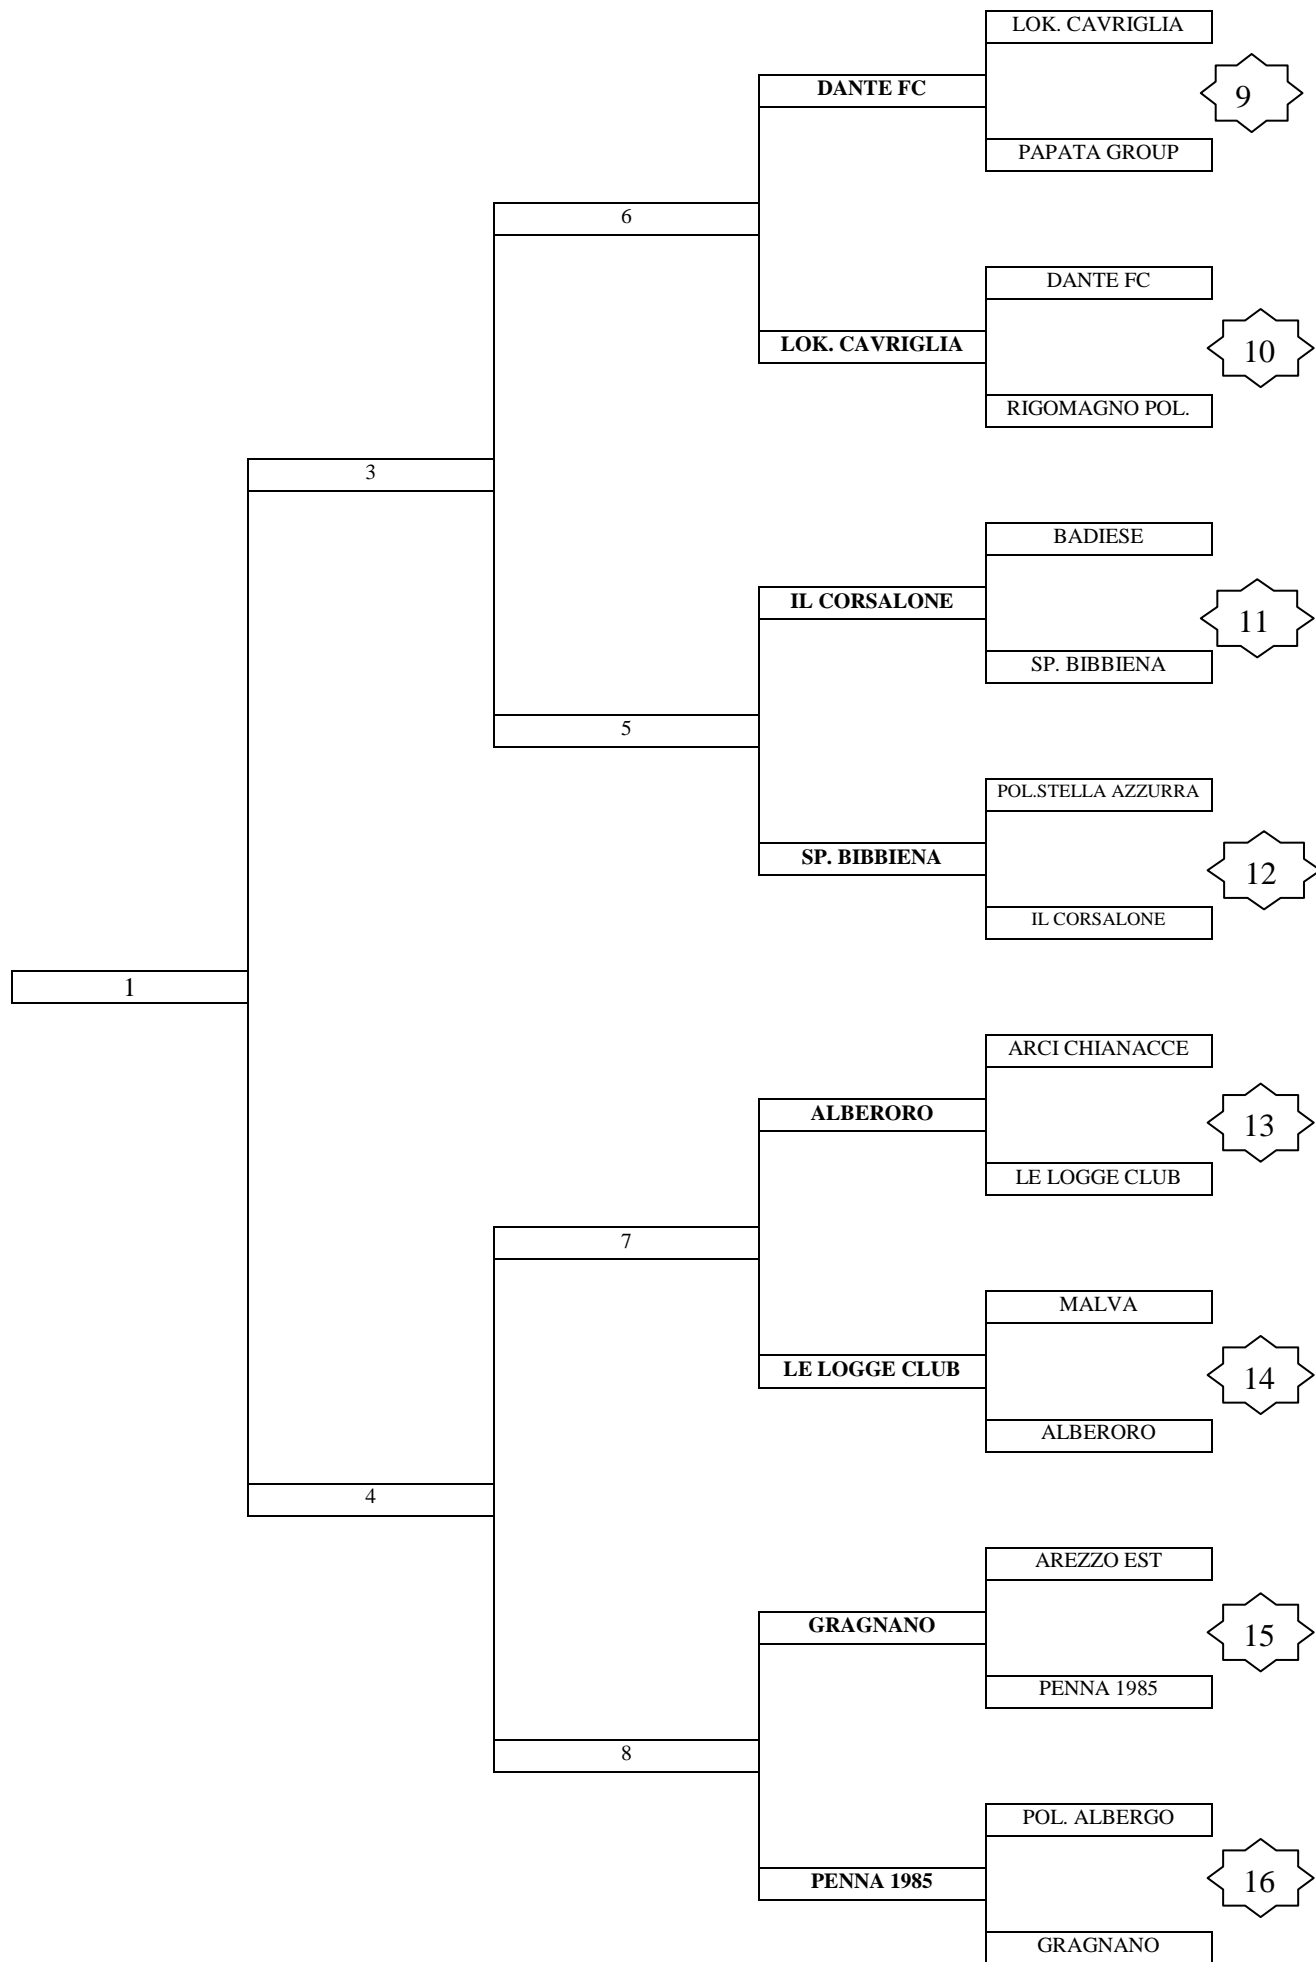 LOK. CAVRIGLIA
DANTE FC
9
PAPATA GROUP
6
DANTE FC
LOK. CAVRIGLIA
10
RIGOMAGNO POL.
3
BADIESE
IL CORSALONE
11
SP. BIBBIENA
5
POL.STELLA AZZURRA
SP. BIBBIENA
12
IL CORSALONE
1
ARCI CHIANACCE
ALBERORO
13
LE LOGGE CLUB
7
MALVA
LE LOGGE CLUB
14
ALBERORO
4
AREZZO EST
GRAGNANO
15
PENNA 1985
8
POL. ALBERGO
PENNA 1985
16
GRAGNANO